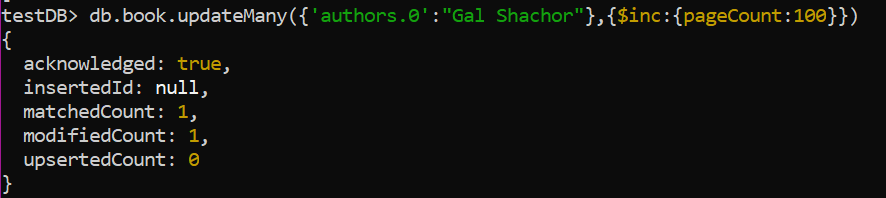 testDB> db.book.updateMany({'authors.0':"Gal Shachor"},{$inc:{pageCount:100}})
{
  acknowledged: true,
  insertedId: null,
  matchedCount: 1,
  modifiedCount: 1,
  upsertedCount: 0
}